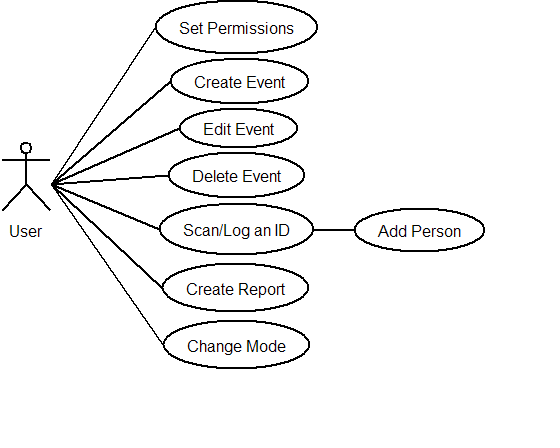 Set Permissions
Create Event
Edit Event
Delete Event
User
Scan/Log an ID
Add Person
Create Report
Change Mode